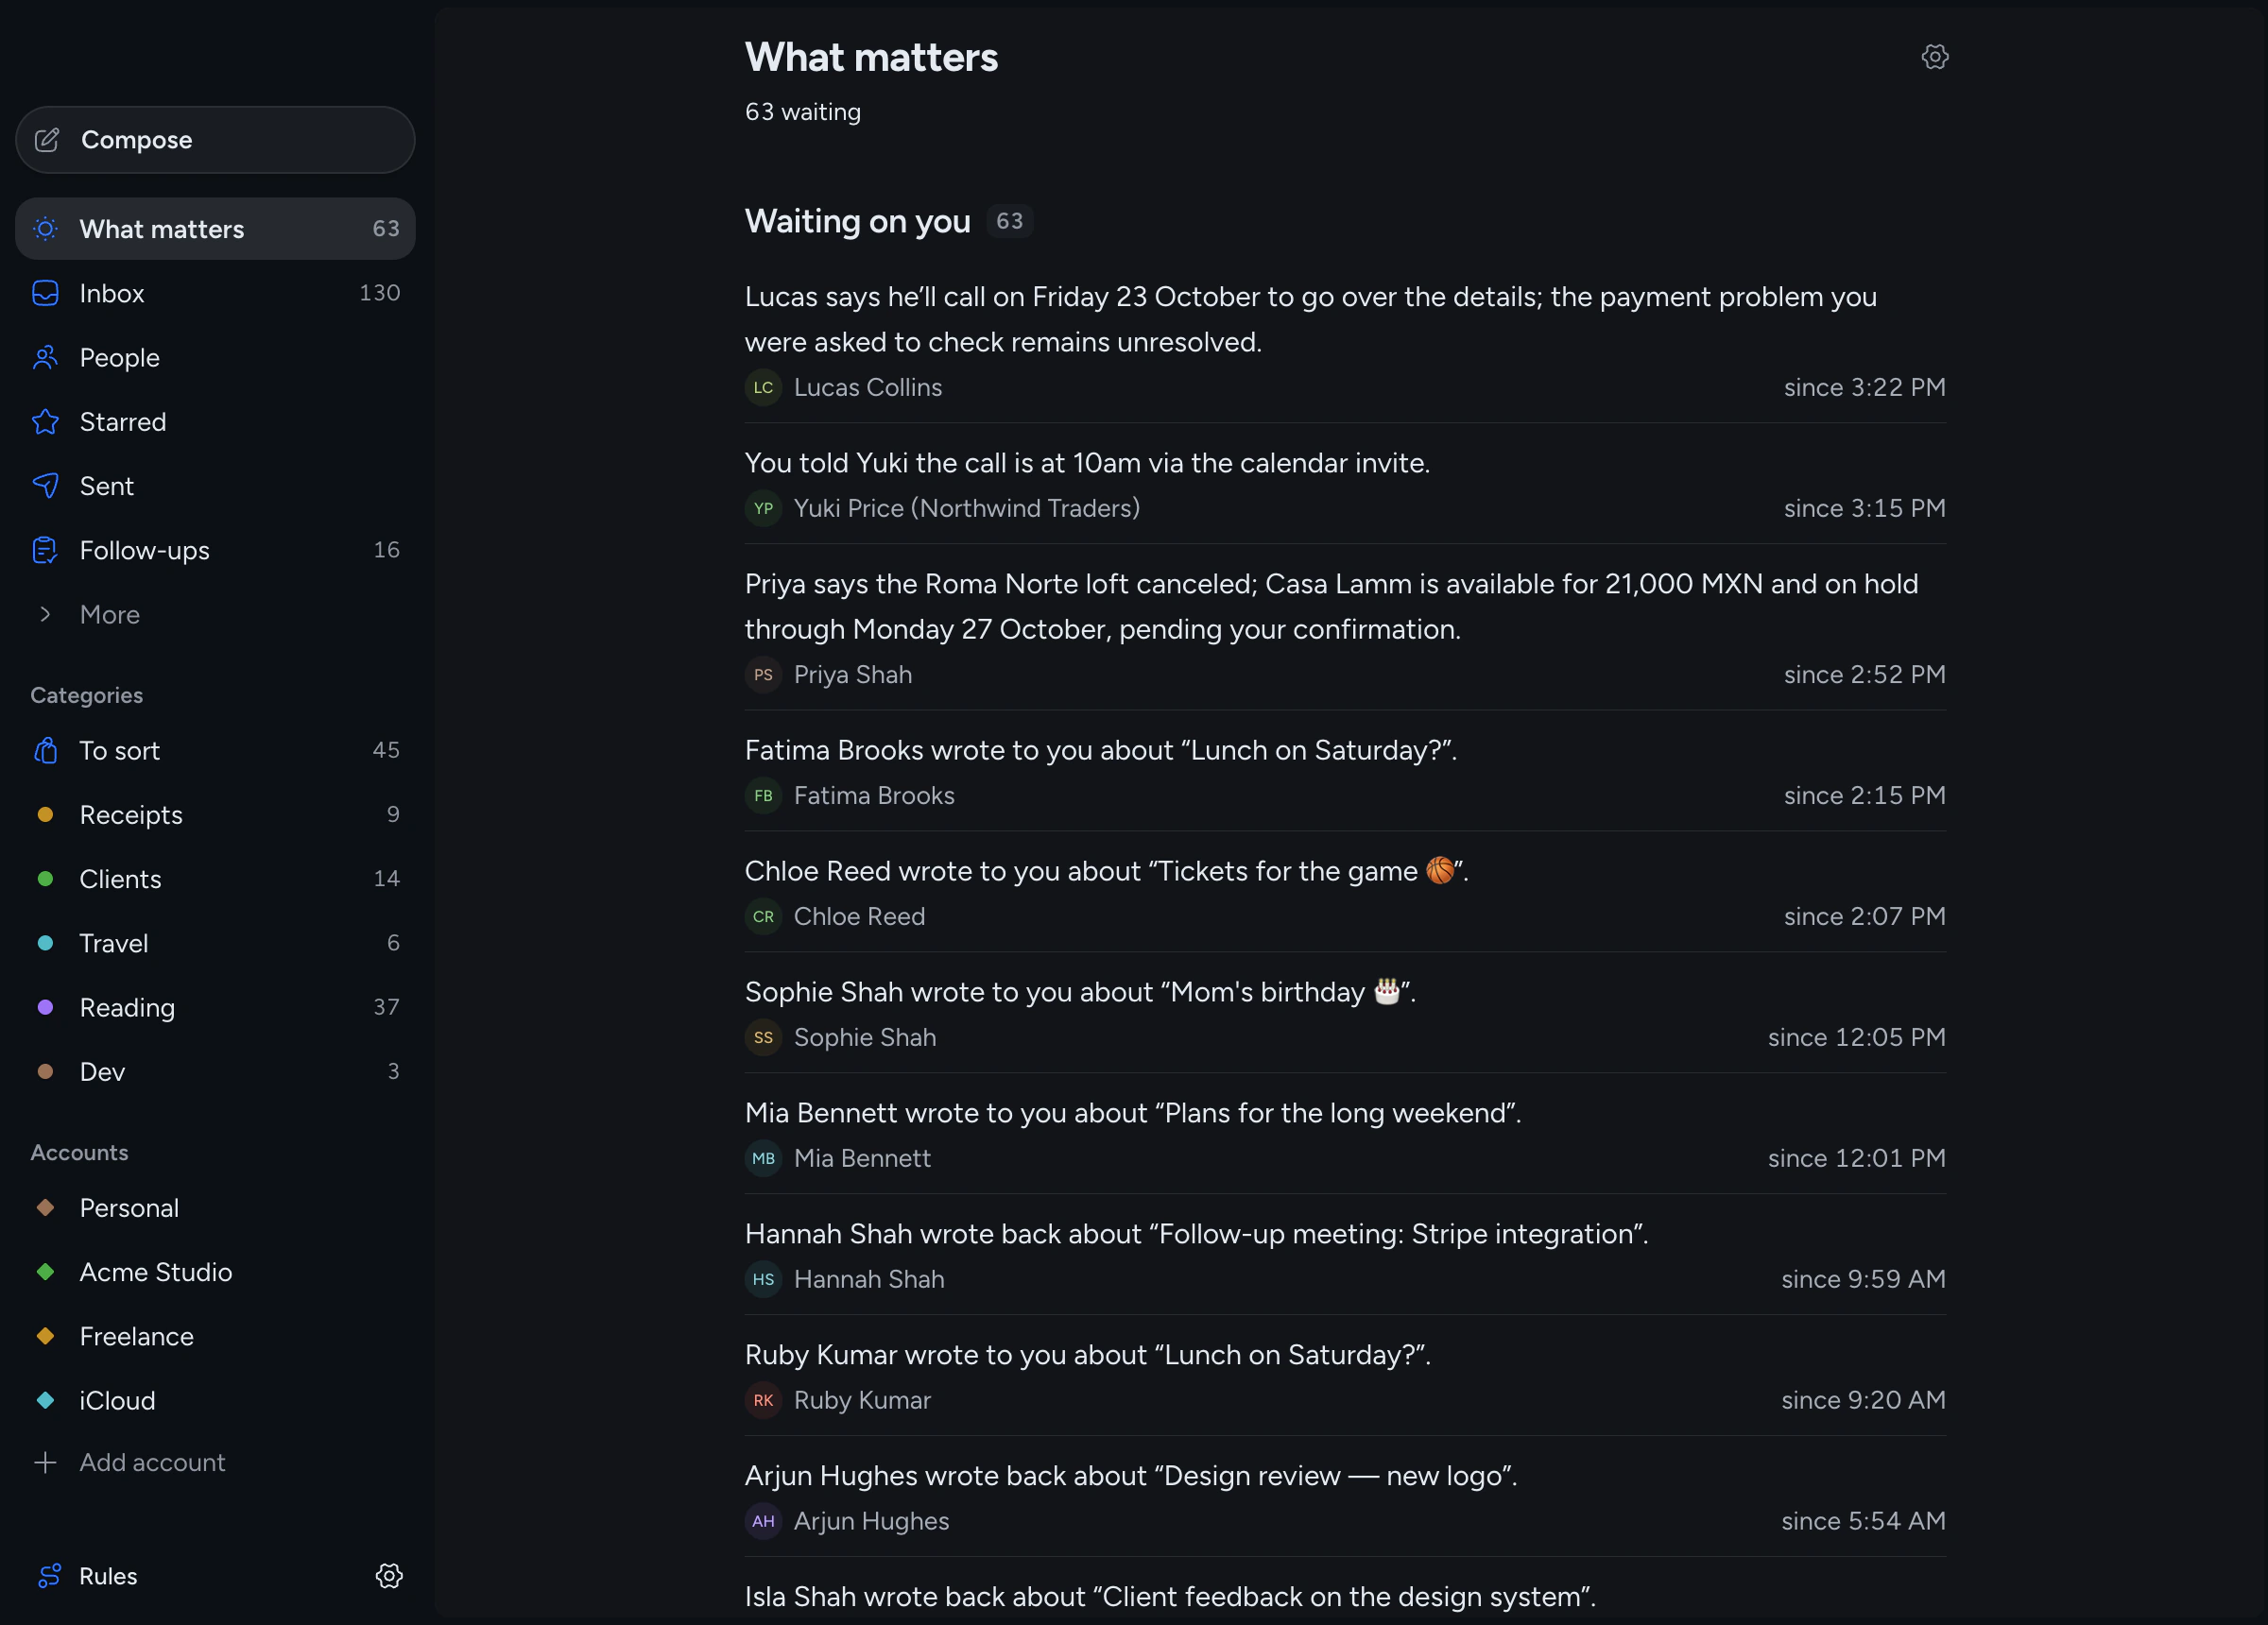 Compose
What matters 63
Inbox 130
People
Starred
Sent
Follow-ups 16
More
Categories
To sort 45
Receipts 9
Clients 14
Travel 6
Reading 37
Dev 3
Accounts
Personal
Acme Studio
Freelance
iCloud
Add account
Rules
What matters
63 waiting
Waiting on you 63
Lucas says he’ll call on Friday 23 October to go over the details; the payment problem you
were asked to check remains unresolved.
LC Lucas Collins since 3:22 PM
You told Yuki the call is at 10am via the calendar invite.
YP Yuki Price (Northwind Traders) since 3:15 PM
Priya says the Roma Norte loft canceled; Casa Lamm is available for 21,000 MXN and on hold
through Monday 27 October, pending your confirmation.
PS Priya Shah since 2:52 PM
Fatima Brooks wrote to you about “Lunch on Saturday?”.
FB Fatima Brooks since 2:15 PM
Chloe Reed wrote to you about “Tickets for the game 🏀”.
CR Chloe Reed since 2:07 PM
Sophie Shah wrote to you about “Mom's birthday 🎂”.
SS Sophie Shah since 12:05 PM
Mia Bennett wrote to you about “Plans for the long weekend”.
MB Mia Bennett since 12:01 PM
Hannah Shah wrote back about “Follow-up meeting: Stripe integration”.
HS Hannah Shah since 9:59 AM
Ruby Kumar wrote to you about “Lunch on Saturday?”.
RK Ruby Kumar since 9:20 AM
Arjun Hughes wrote back about “Design review — new logo”.
AH Arjun Hughes since 5:54 AM
Isla Shah wrote back about “Client feedback on the design system”.